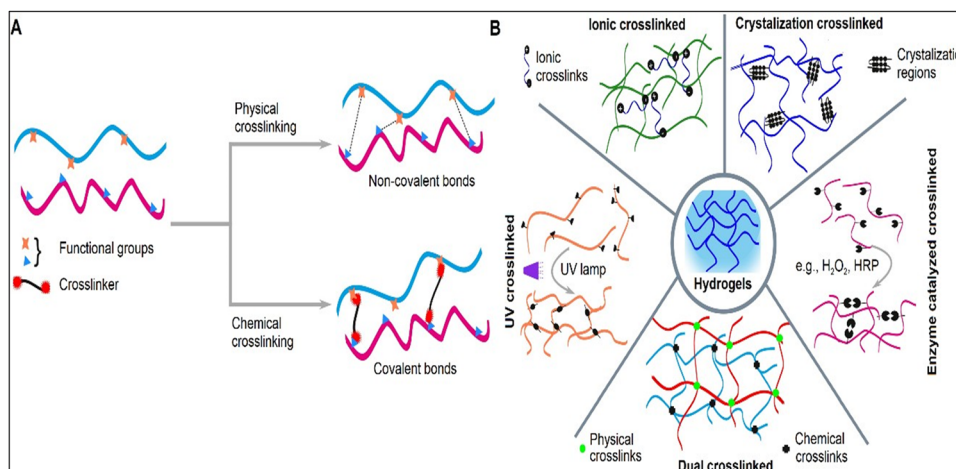 A
Physical
crosslinking
Non-covalent bonds
Functional groups
Crosslinker
Chemical
crosslinking
Covalent bonds
B
Ionic crosslinked
Ionic
crosslinks
Crystalization crosslinked
Crystalization
regions
UV crosslinked
UV lamp
Hydrogels
e.g., H₂O₂, HRP
Enzyme catalyzed crosslinked
Physical
crosslinks
Chemical
crosslinks
Dual crosslinked